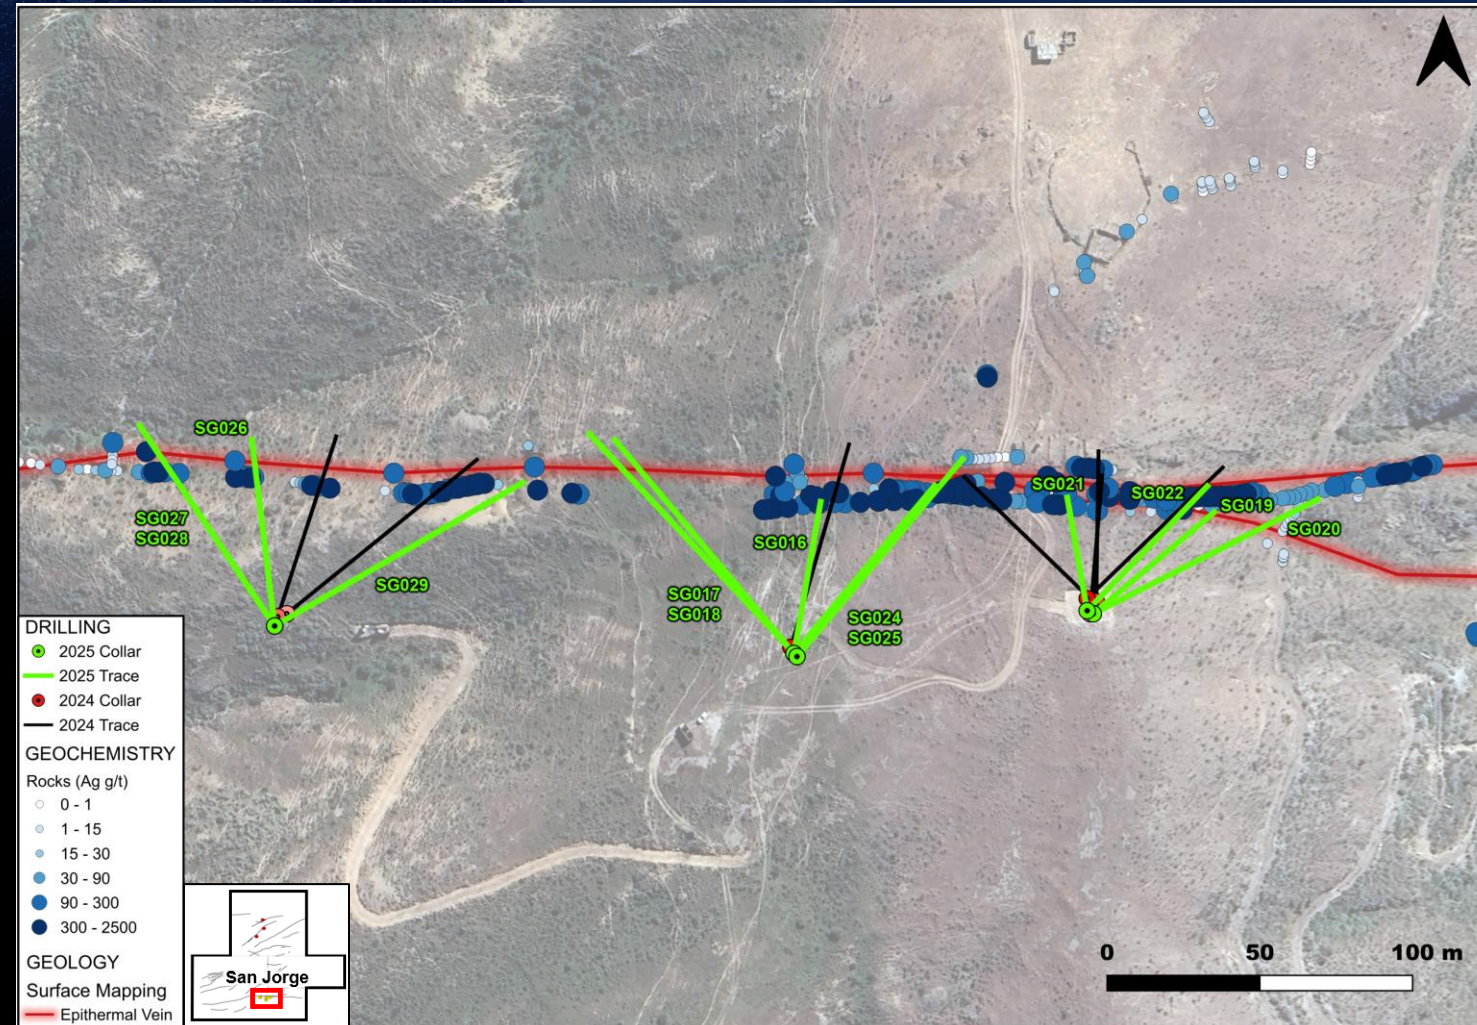 SG026
SG027
SG028
SG029
SG016
SG017
SG018
SG024
SG025
SG021
SG022
SG019
SG020
DRILLING
2025 Collar
2025 Trace
2024 Collar
2024 Trace
GEOCHEMISTRY
Rocks (Ag g/t)
0 - 1
1 - 15
15 - 30
30 - 90
90 - 300
300 - 2500
GEOLOGY
Surface Mapping
Epithermal Vein
San Jorge
0 50 100 m